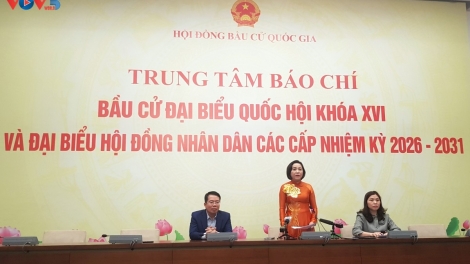 VOV5
HỘI ĐỒNG BẦU CỬ QUỐC GIA
TRUNG TÂM BÁO CHÍ
BẦU CỬ ĐẠI BIỂU QUỐC HỘI KHÓA XVI
VÀ ĐẠI BIỂU HỘI ĐỒNG NHÂN DÂN CÁC CẤP NHIỆM KỲ 2026 - 2031